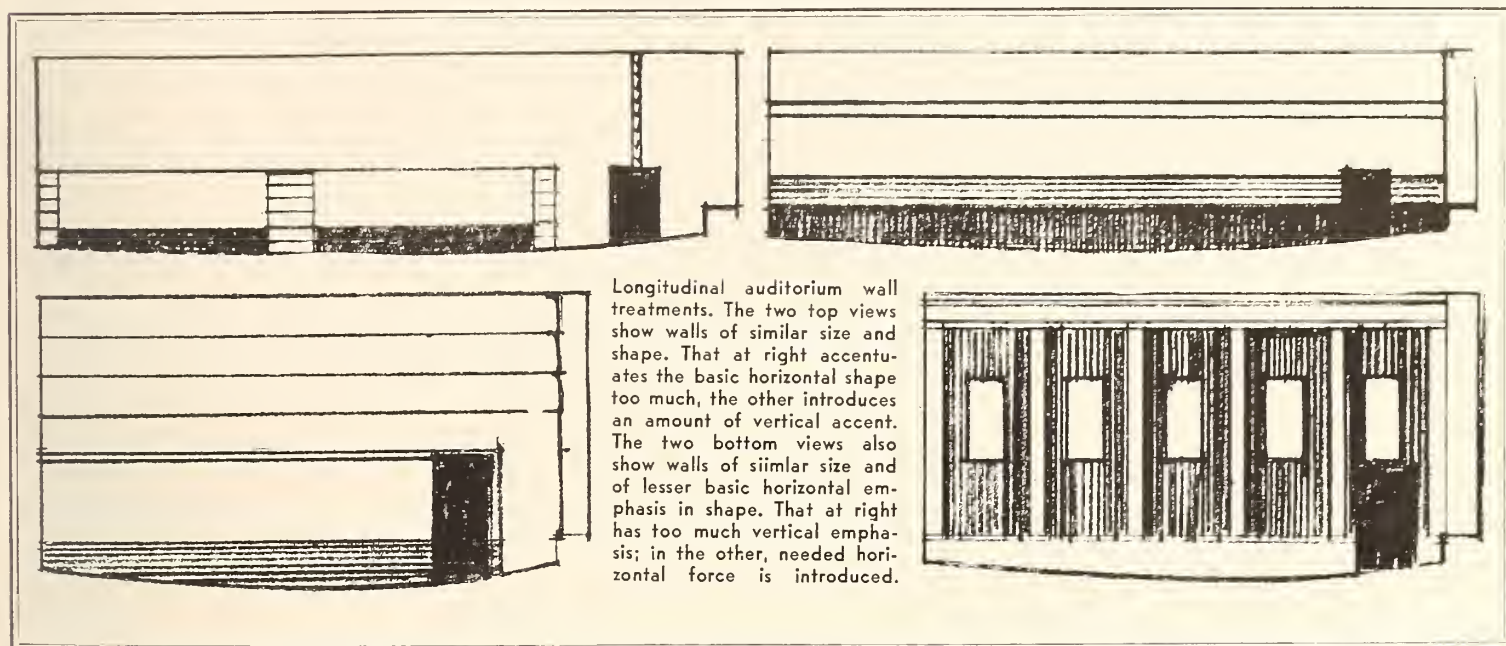 Longitudinal auditorium wall
treatments. The two top views
show walls of similar size and
shape. That at right accentu-
ates the basic horizontal shape
too much, the other introduces
an amount of vertical accent.
The two bottom views also
show walls of siimlar size and
of lesser basic horizontal em-
phasis in shape. That at right
has too much vertical empha-
sis; in the other, needed hori-
zontal force is introduced.